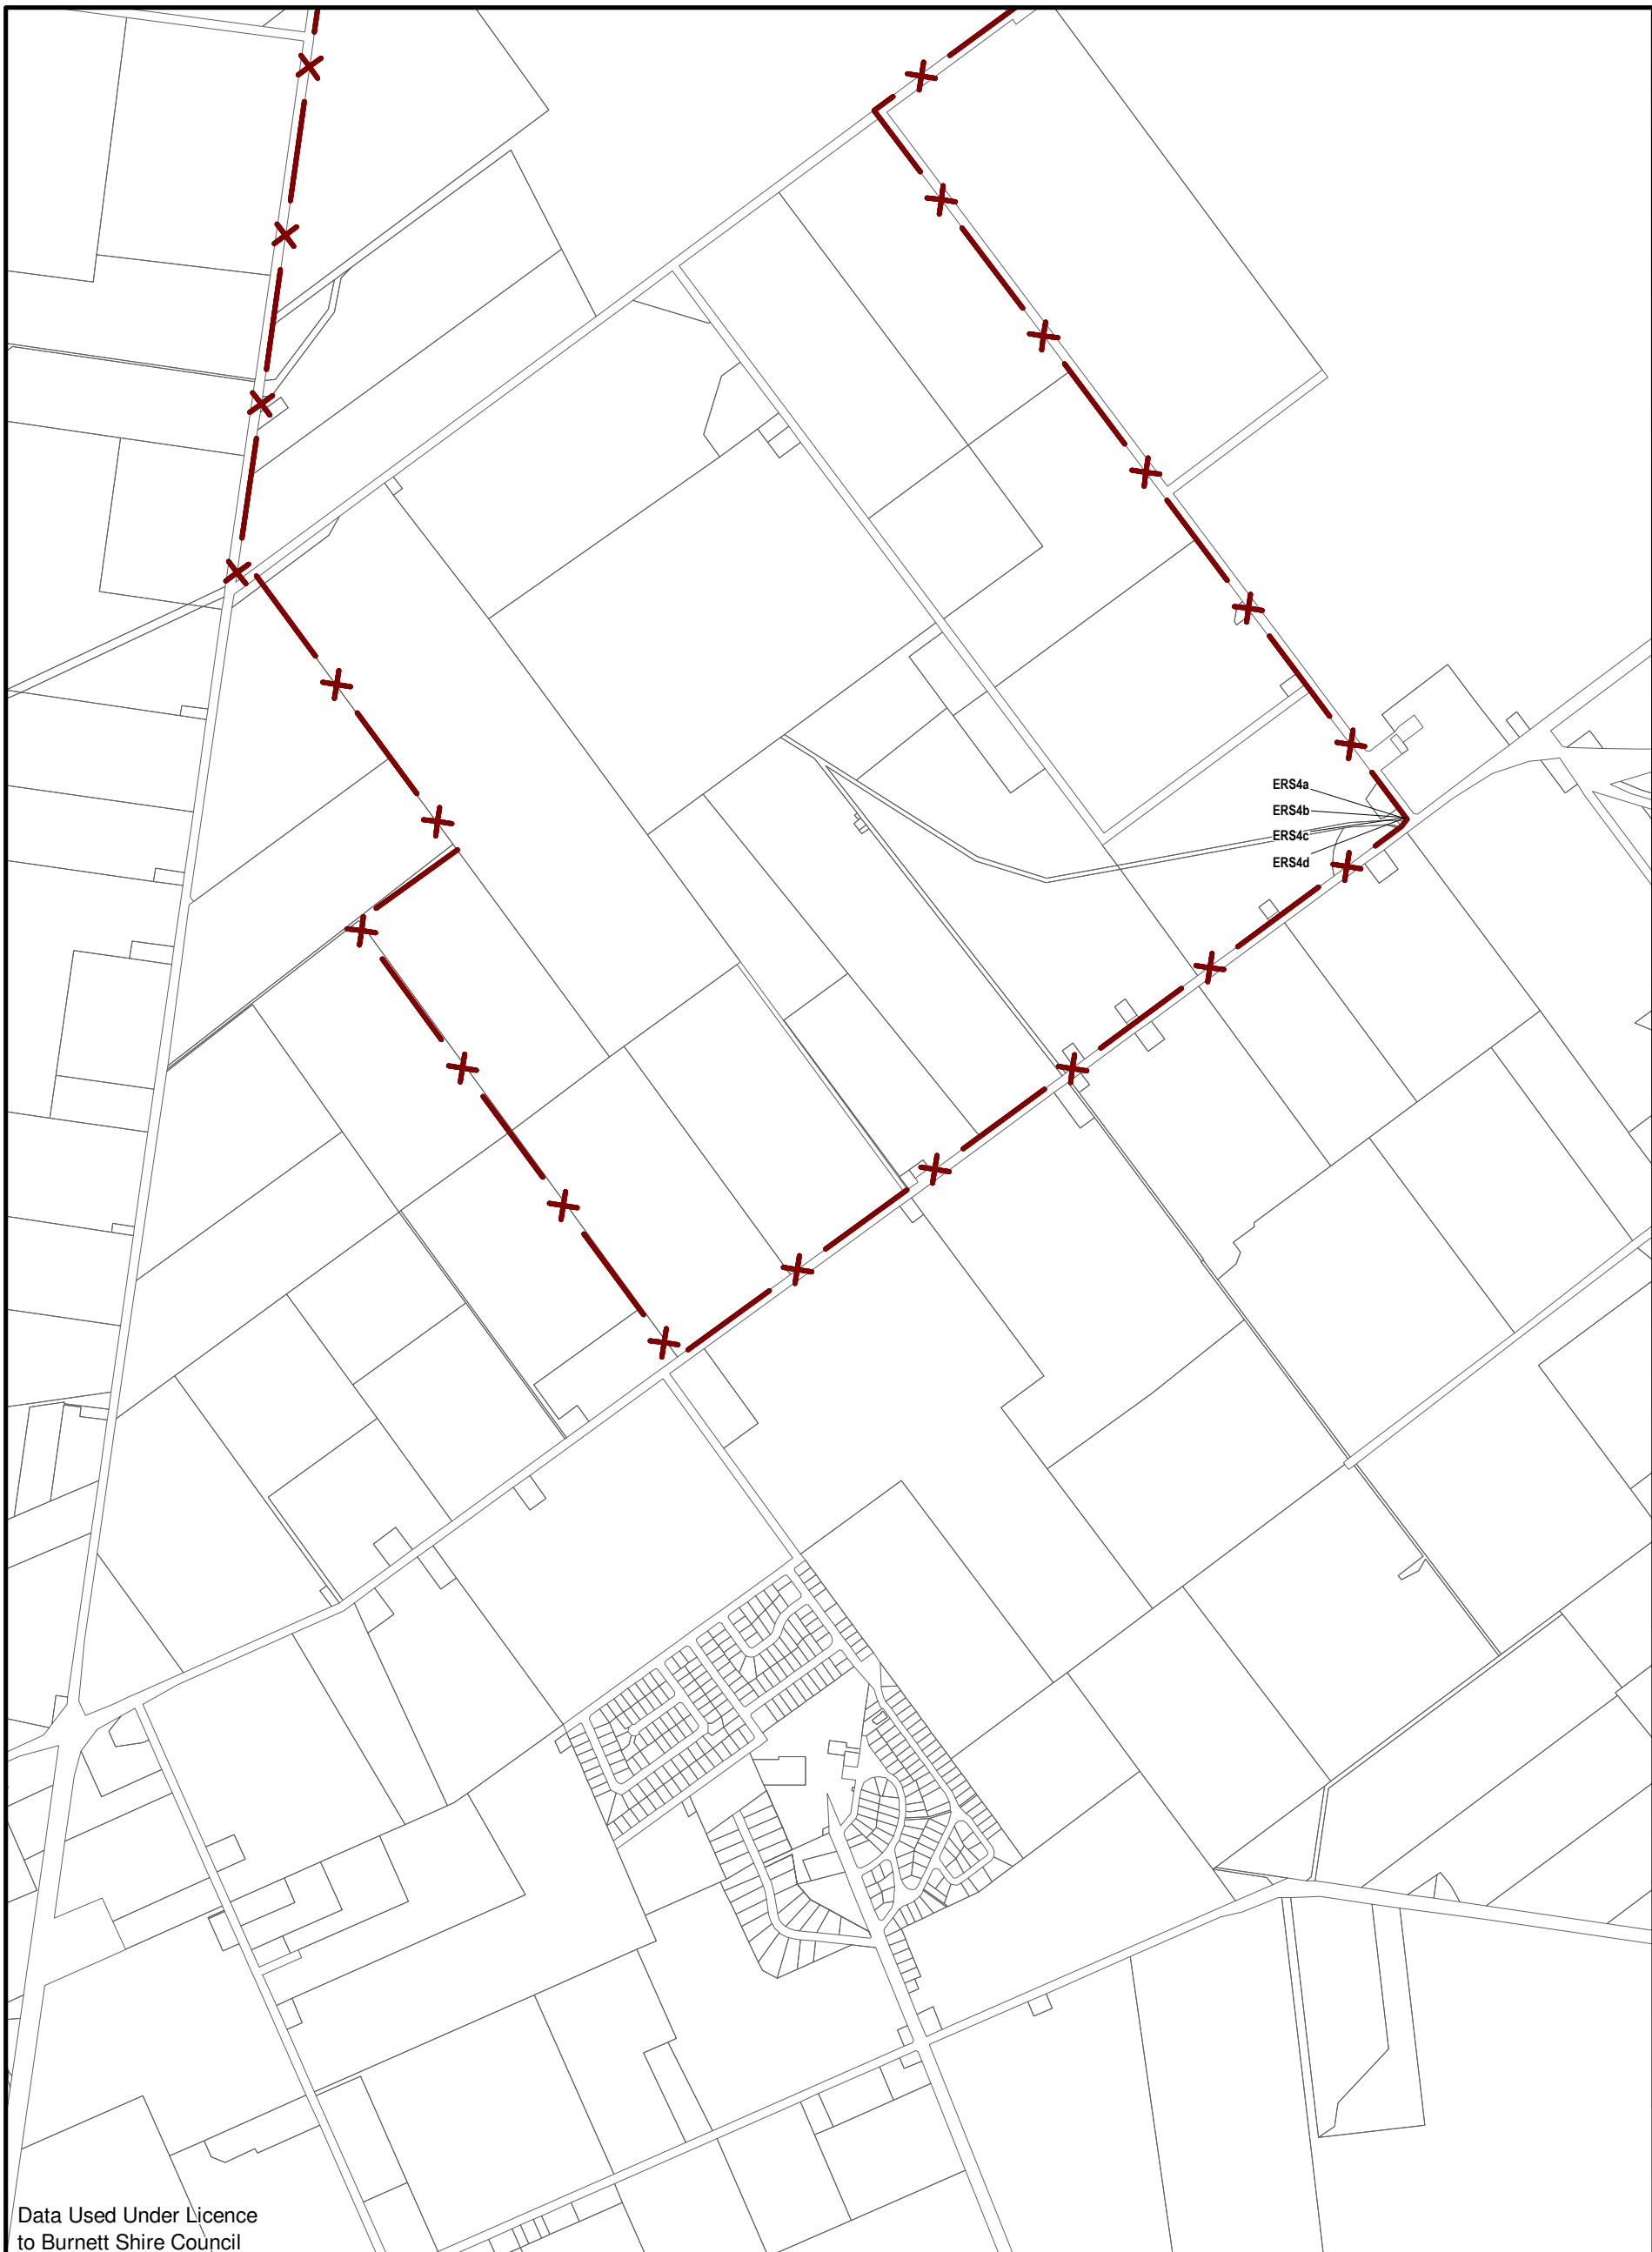 ERS4a
ERS4b
ERS4c
ERS4d
Data Used Under Licence
to Burnett Shire Council